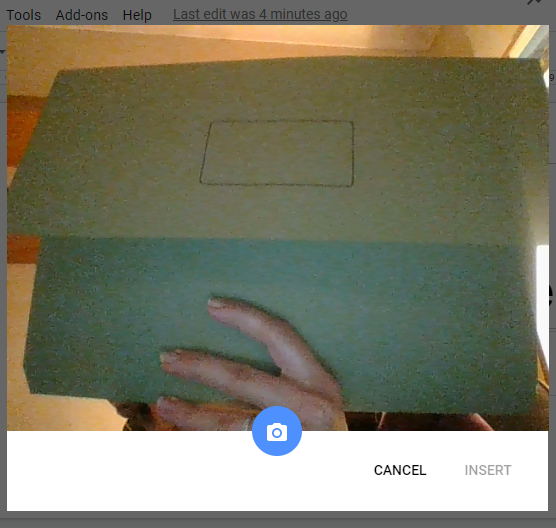 Tools Add-ons Help Last edit was 4 minutes ago
CANCEL INSERT